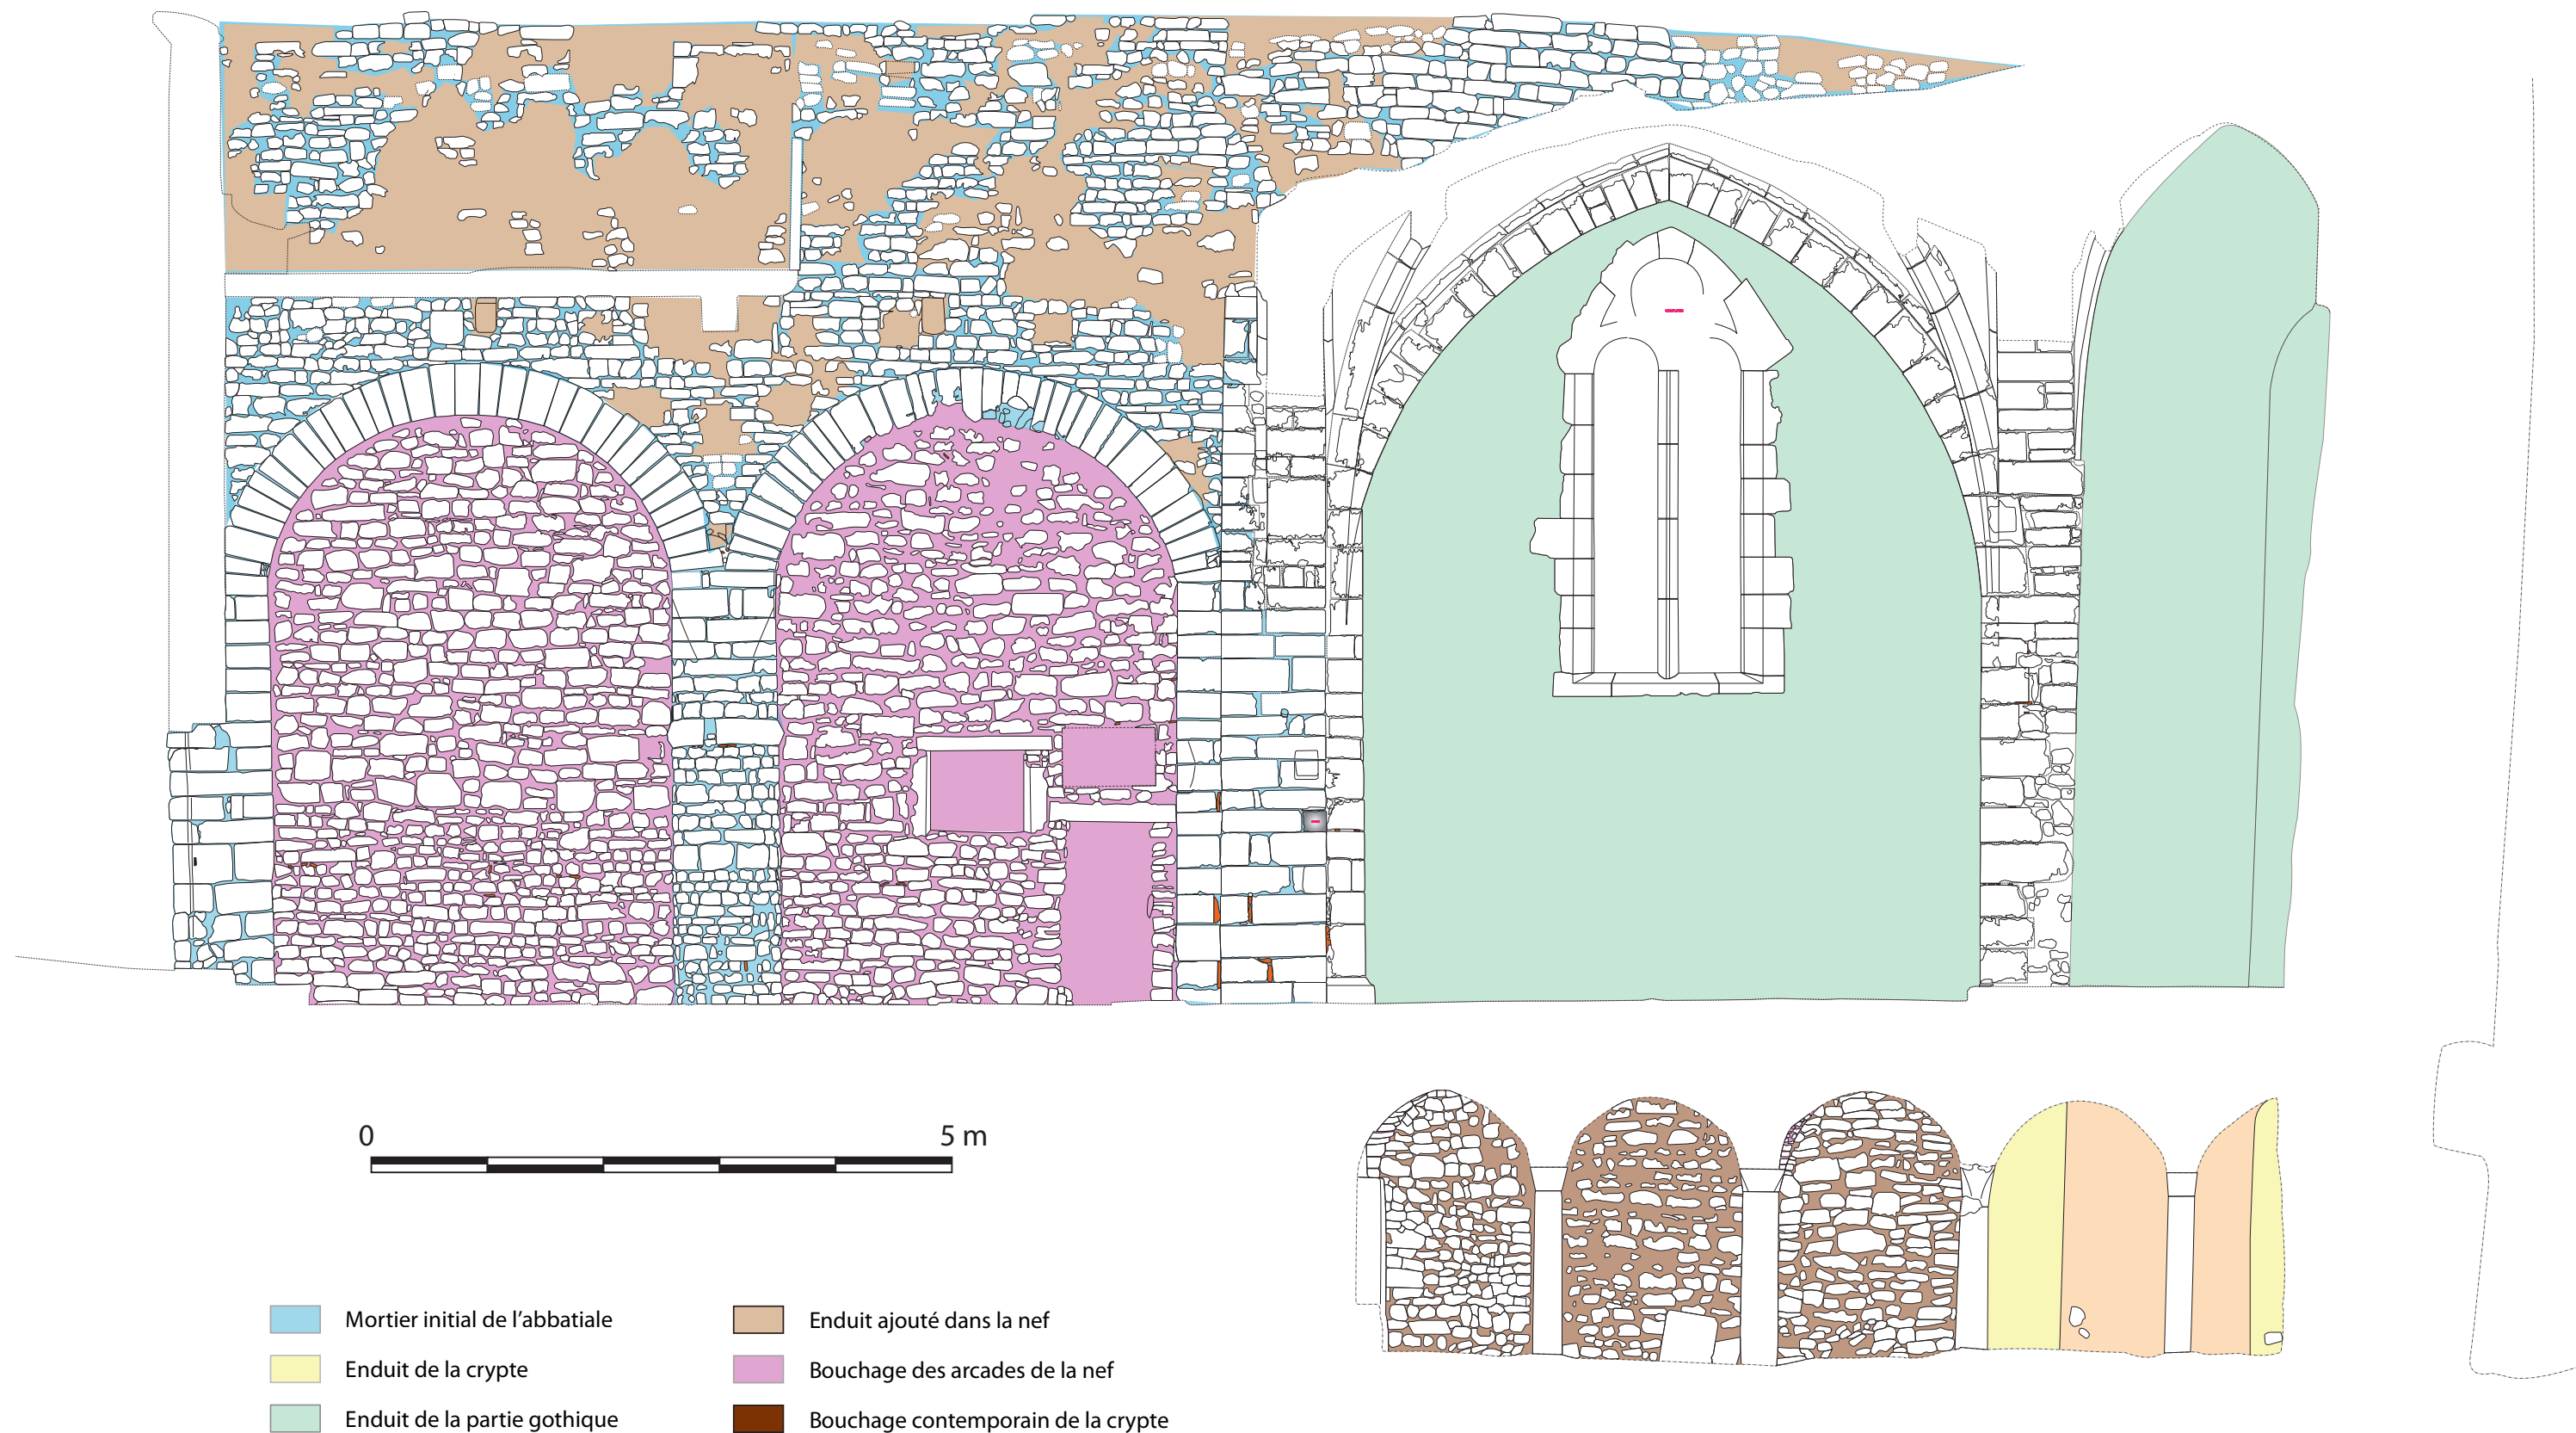 0 5 m
Mortier initial de l’abbatiale
Enduit de la crypte
Enduit de la partie gothique
Enduit ajouté dans la nef
Bouchage des arcades de la nef
Bouchage contemporain de la crypte